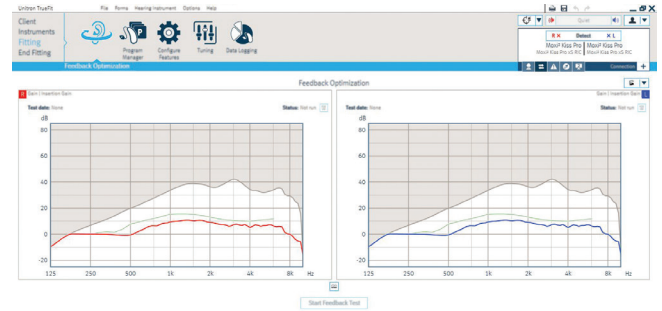 Unitron TrueFit File Forms Hearing Instrument Options Help
Client
Instruments
Fitting
End Fitting
Program Manager
Configure Features
Tuning
Data Logging
Quiet
R X Detect X L
Moxi² Kiss Pro Moxi² Kiss Pro
Moxi² Kiss Pro xS RIC Moxi² Kiss Pro xS RIC
Feedback Optimization Connection
Feedback Optimization
R Gain | Insertion Gain Gain | Insertion Gain L
Test date: None Status: Not run Test date: None Status: Not run
dB dB
80 80
60 60
40 40
20 20
0 0
-20 -20
125 250 500 1k 2k 4k 8k Hz 125 250 500 1k 2k 4k 8k Hz
Start Feedback Test